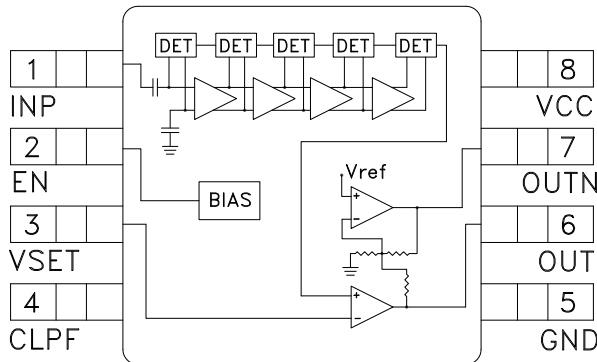 DET DET DET DET DET
1
INP
2
EN
3
VSET
4
CLPF
BIAS
Vref
+
−
+
−
8
VCC
7
OUTN
6
OUT
5
GND